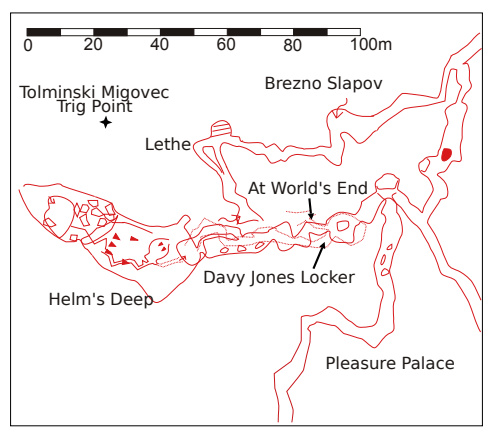 0 20 40 60 80 100m
Tolminski Migovec
Trig Point
Brezno Slapov
Lethe
At World's End
Davy Jones Locker
Helm's Deep
Pleasure Palace